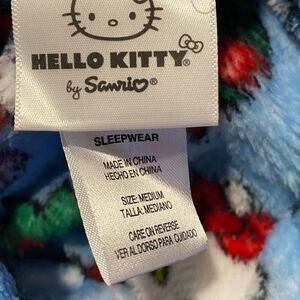 HELLO KITTY®
by Sanrio®
SLEEPWEAR
MADE IN CHINA
HECHO EN CHINA
SIZE: MEDIUM
TALLA: MEDIANO
CARE ON REVERSE
VER AL DORSO PARA CUIDADO